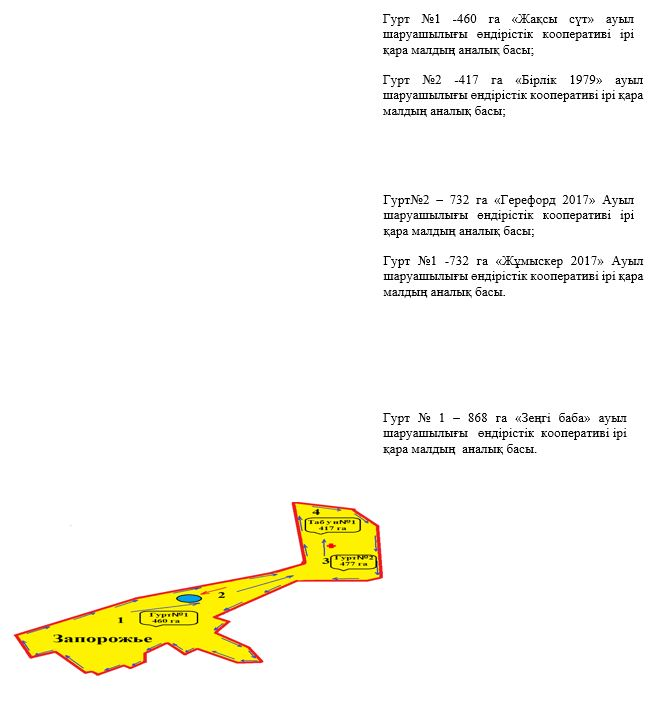 Гурт №1 -460 га «Жақсы сүт» ауыл
шаруашылығы өндірістік кооперативі ірі
қара малдың аналық басы;
Гурт №2 -417 га «Бірлік 1979» ауыл
шаруашылығы өндірістік кооперативі ірі қара
малдың аналық басы;
Гурт№2 – 732 га «Герефорд 2017» Ауыл
шаруашылығы өндірістік кооперативі ірі
қара малдың аналық басы;
Гурт №1 -732 га «Жұмыскер 2017» Ауыл
шаруашылығы өндірістік кооперативі ірі қара
малдың аналық басы.
Гурт № 1 – 868 га «Зеңгі баба» ауыл
шаруашылығы өндірістік кооперативі ірі
қара малдың аналық басы.
4
Табун№1
417 га
3
Гурт№2
477 га
2
1
Гурт№1
460 га
Запорожье